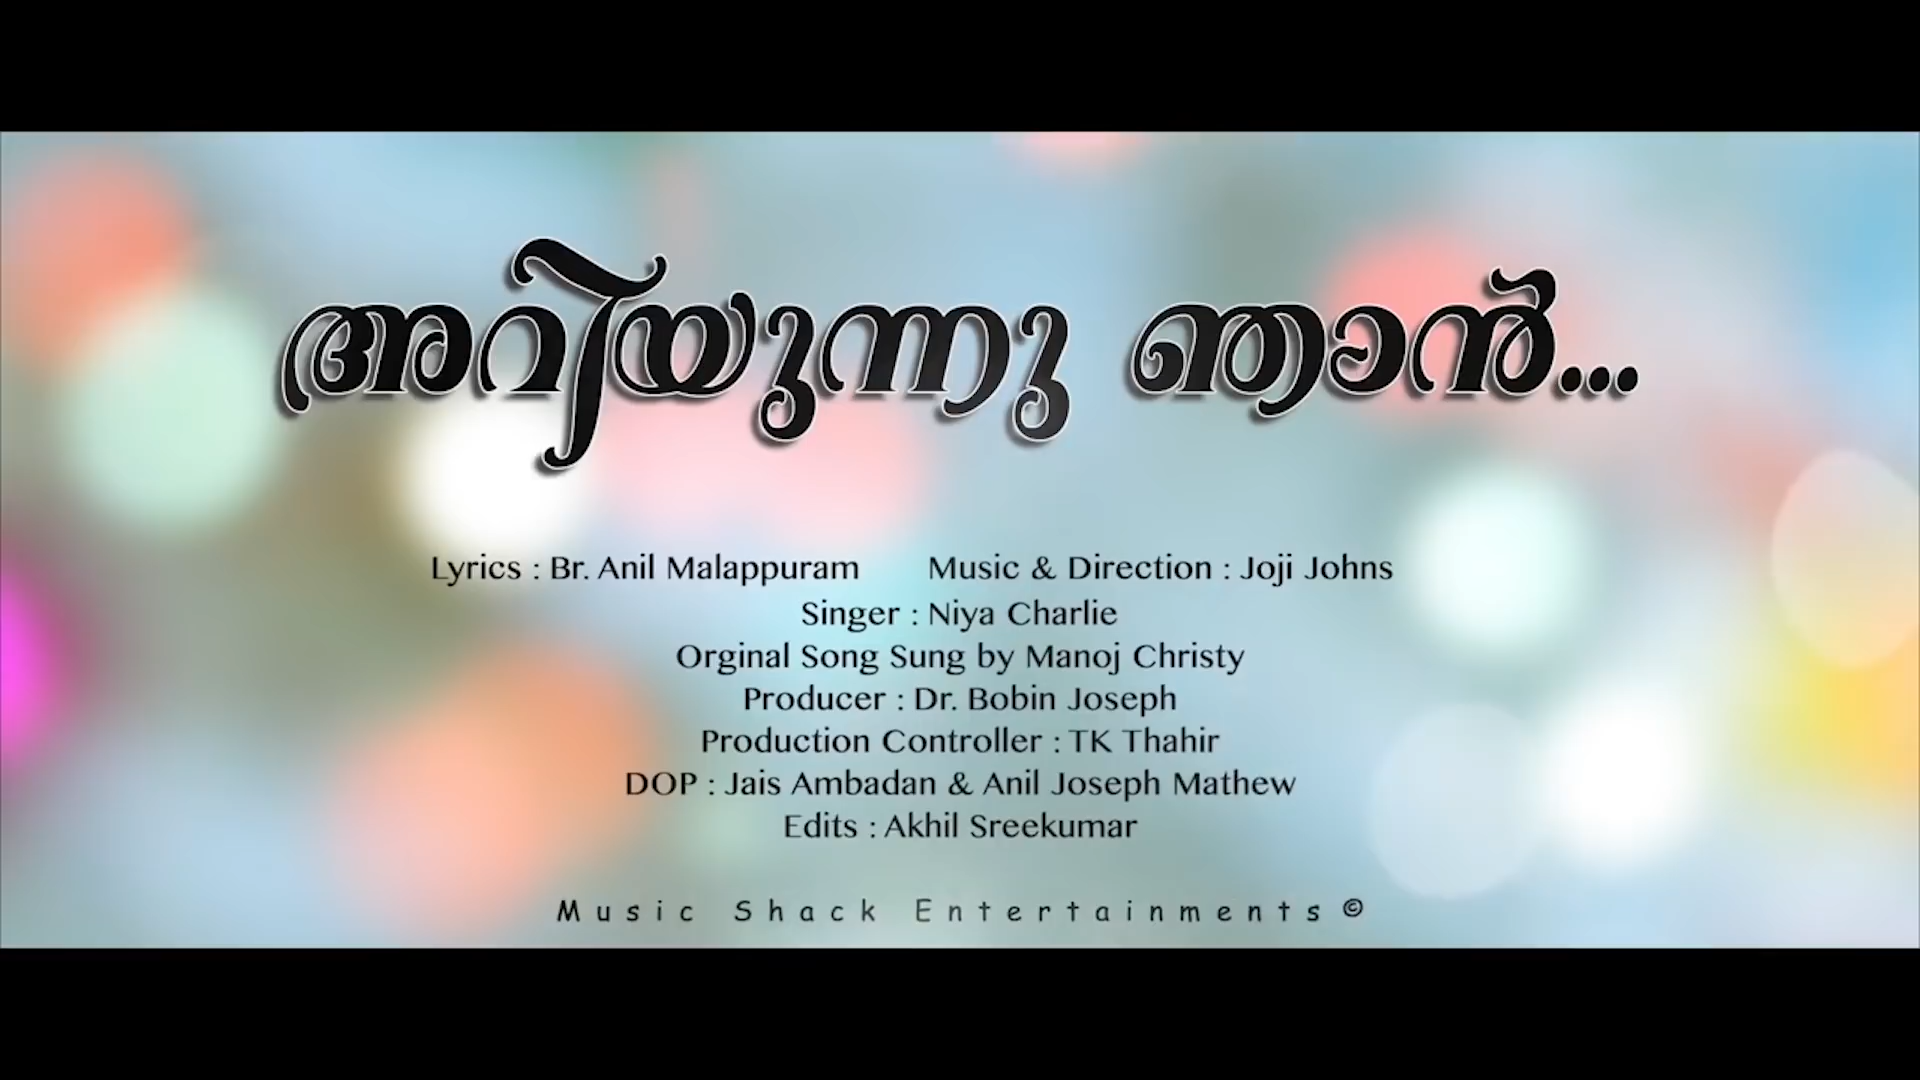 അറിയുന്നു ഞാൻ...
Lyrics : Br. Anil Malappuram Music & Direction : Joji Johns
Singer : Niya Charlie
Orginal Song Sung by Manoj Christy
Producer : Dr. Bobin Joseph
Production Controller : TK Thahir
DOP : Jais Ambadan & Anil Joseph Mathew
Edits : Akhil Sreekumar
Music Shack Entertainments ©